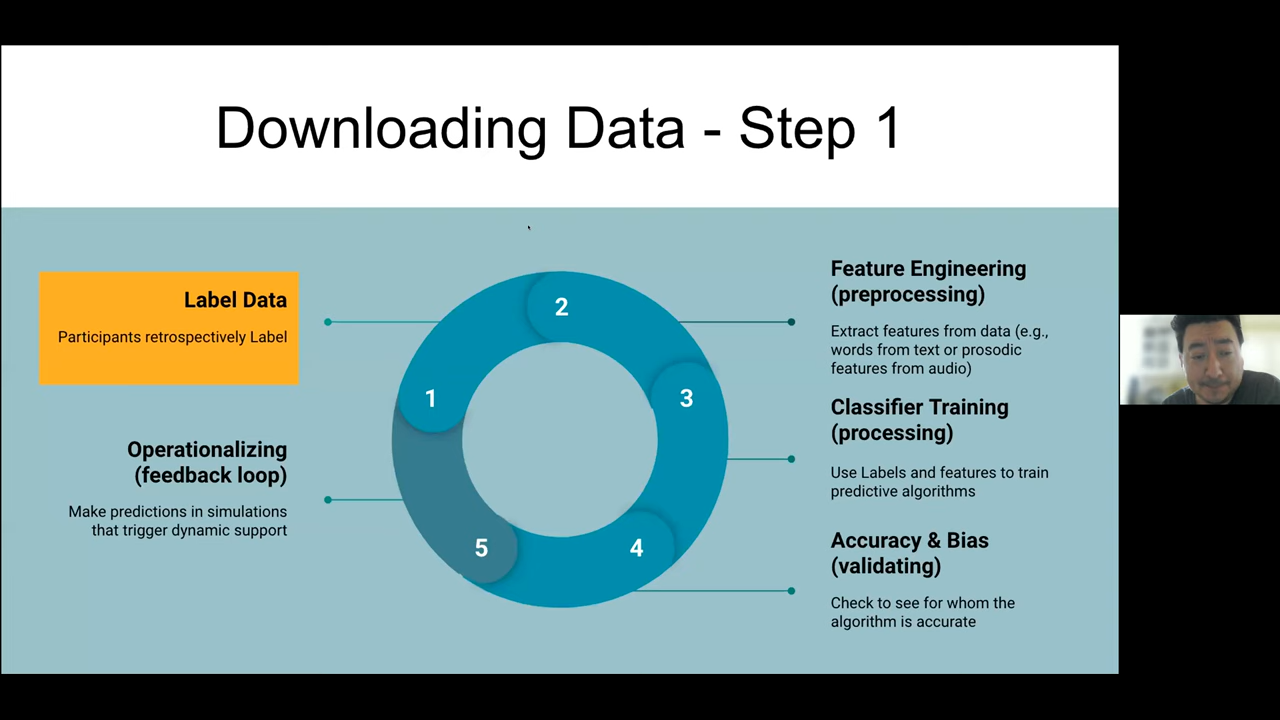 Downloading Data - Step 1
Label Data
Participants retrospectively Label
Operationalizing
(feedback loop)
Make predictions in simulations
that trigger dynamic support
1
2
3
4
5
Feature Engineering
(preprocessing)
Extract features from data (e.g.,
words from text or prosodic
features from audio)
Classifier Training
(processing)
Use Labels and features to train
predictive algorithms
Accuracy & Bias
(validating)
Check to see for whom the
algorithm is accurate